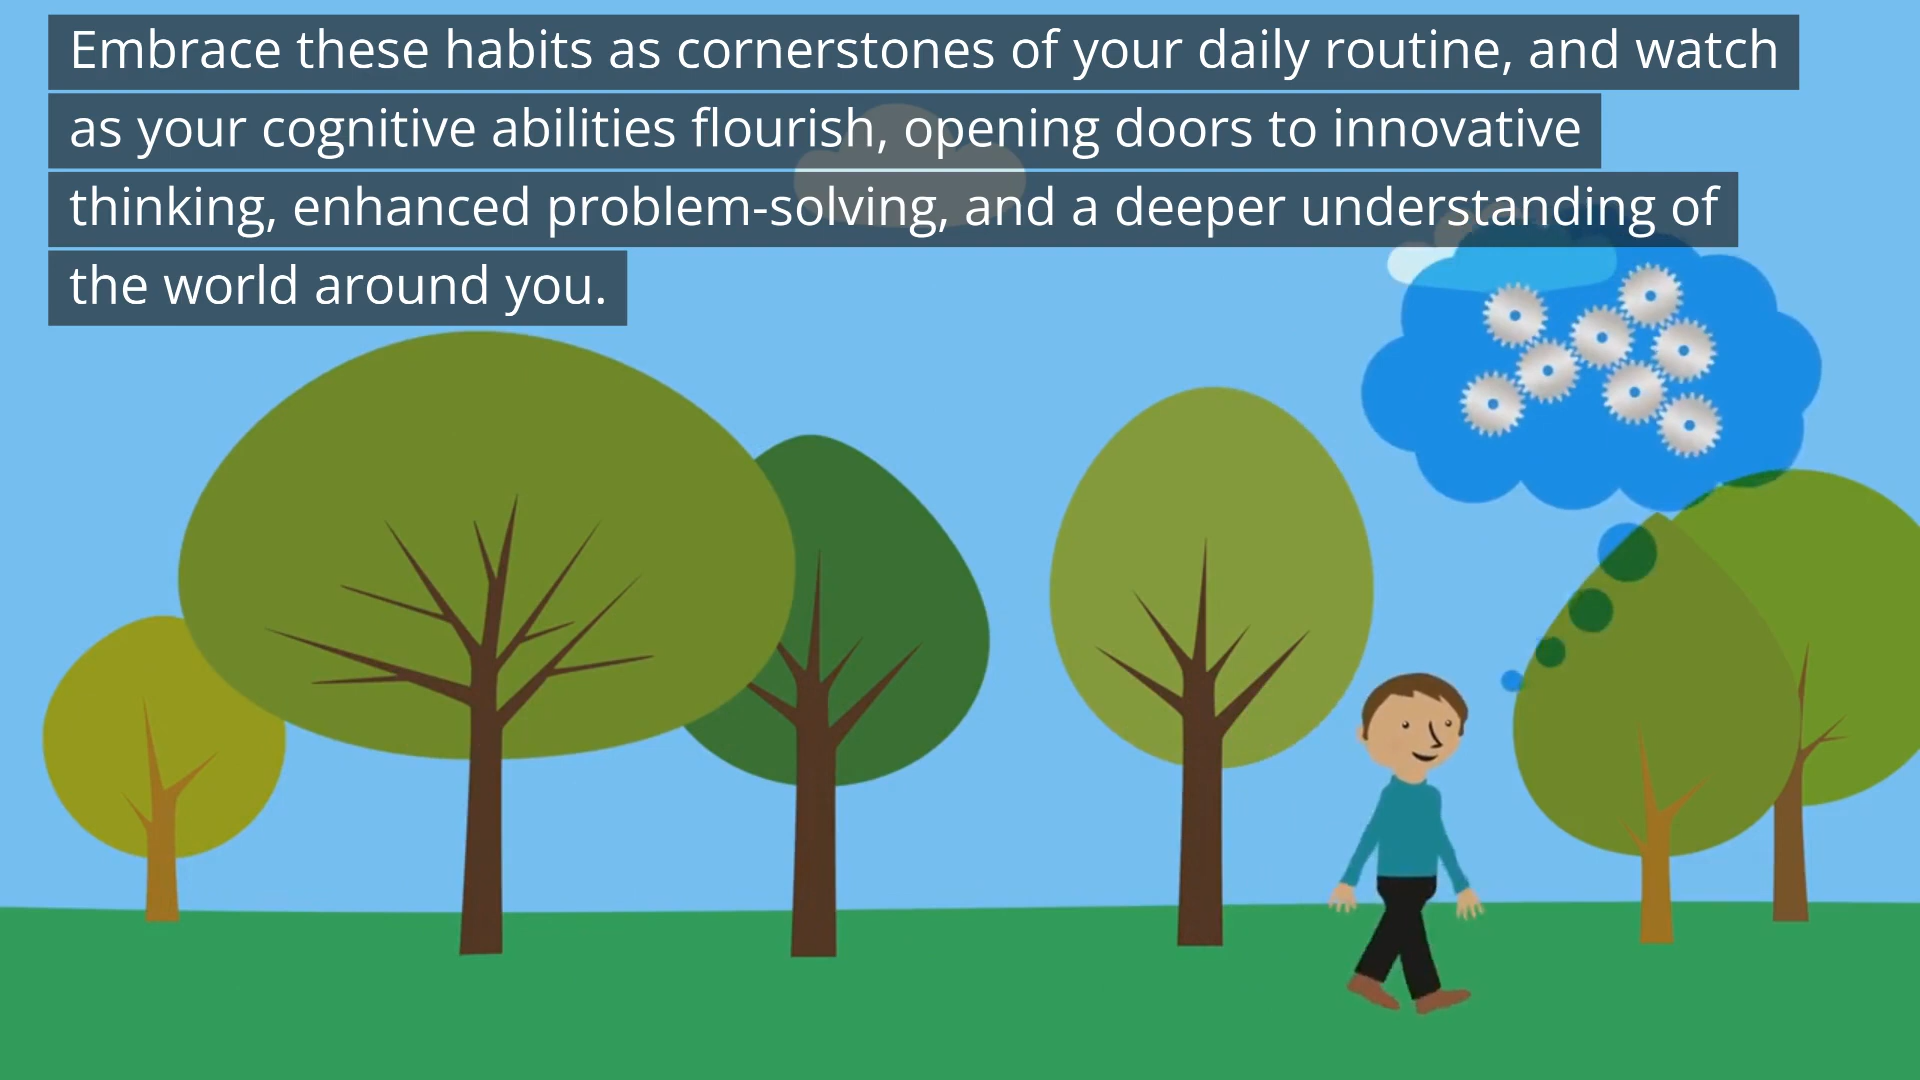 Embrace these habits as cornerstones of your daily routine, and watch
as your cognitive abilities flourish, opening doors to innovative
thinking, enhanced problem-solving, and a deeper understanding of
the world around you.